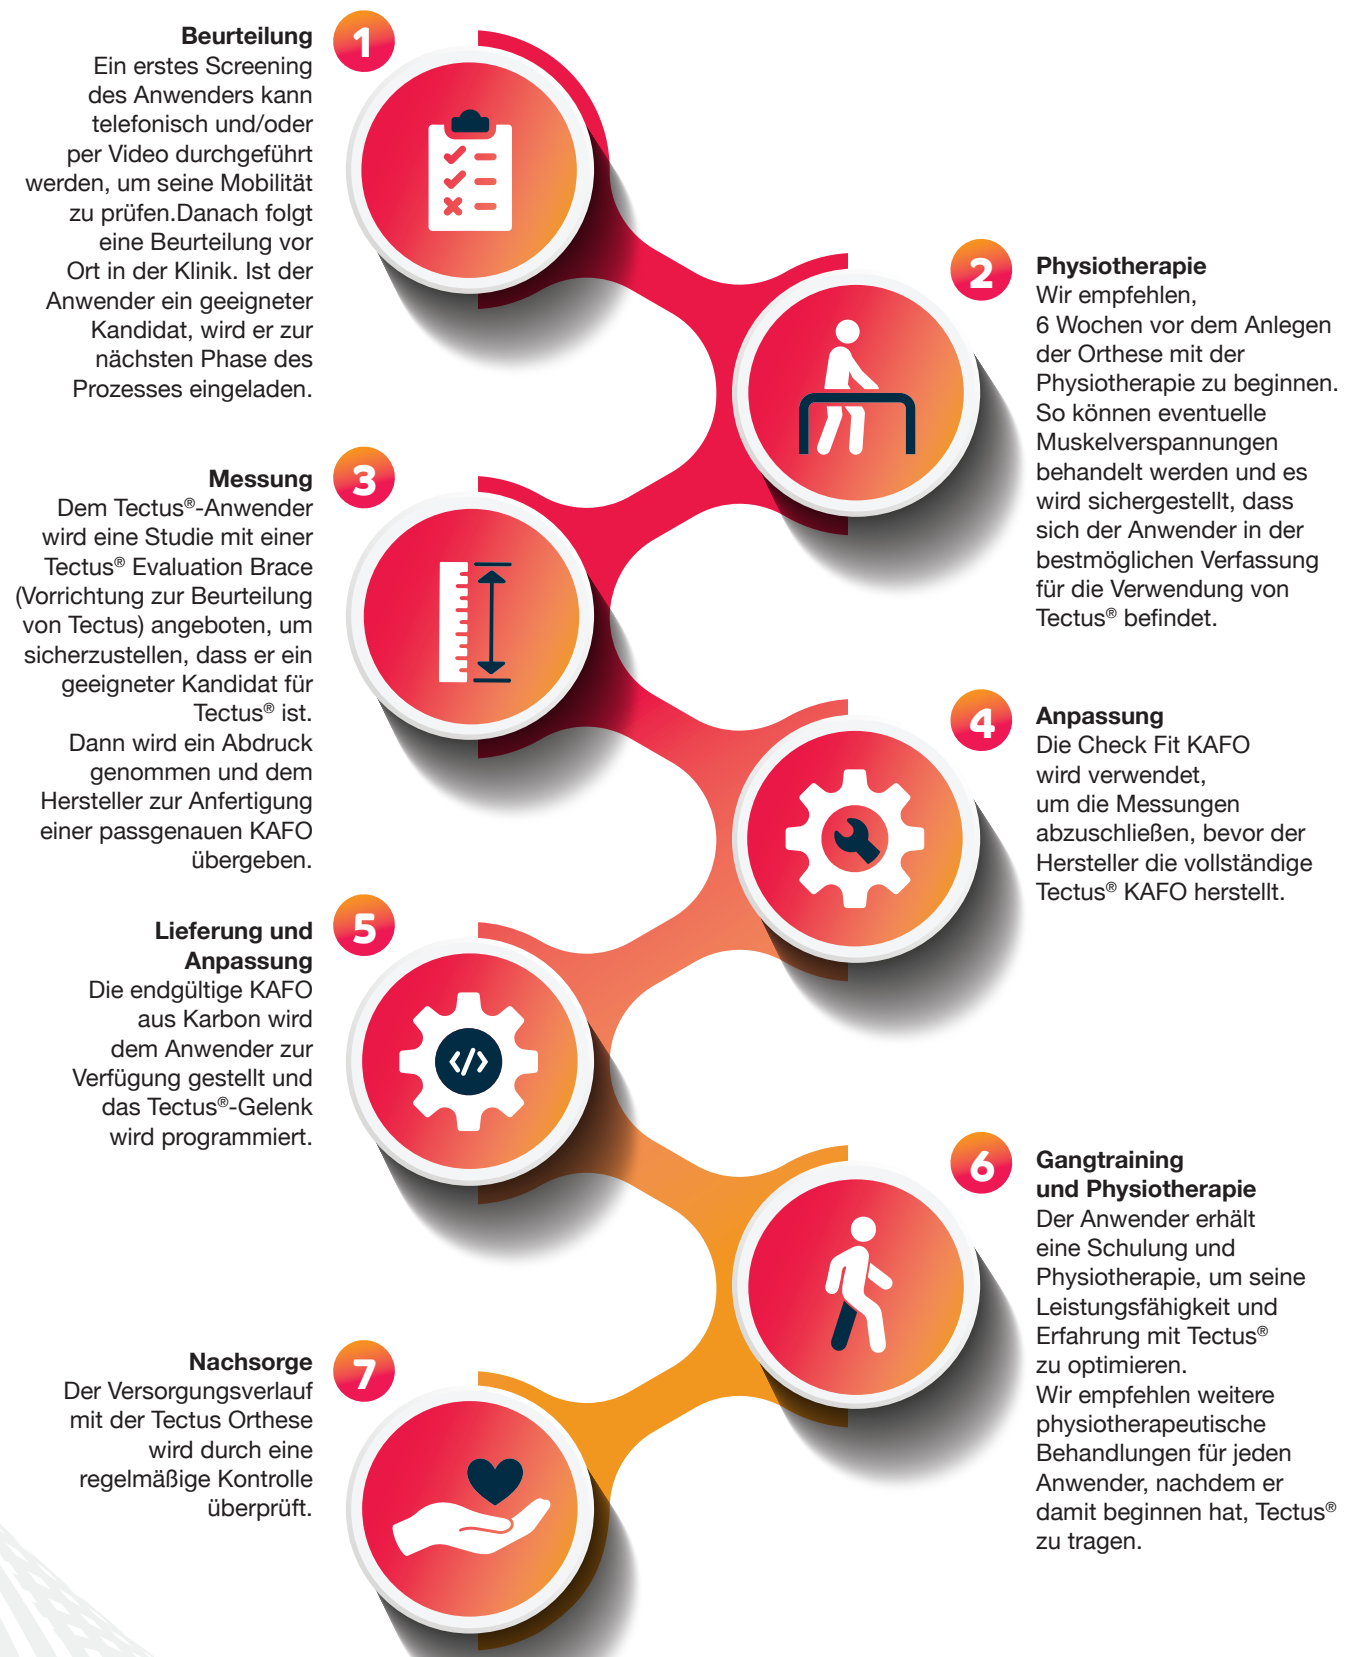 1
Beurteilung
Ein erstes Screening
des Anwenders kann
telefonisch und/oder
per Video durchgeführt
werden, um seine Mobilität
zu prüfen.Danach folgt
eine Beurteilung vor
Ort in der Klinik. Ist der
Anwender ein geeigneter
Kandidat, wird er zur
nächsten Phase des
Prozesses eingeladen.
2
Physiotherapie
Wir empfehlen,
6 Wochen vor dem Anlegen
der Orthese mit der
Physiotherapie zu beginnen.
So können eventuelle
Muskelverspannungen
behandelt werden und es
wird sichergestellt, dass
sich der Anwender in der
bestmöglichen Verfassung
für die Verwendung von
Tectus® befindet.
3
Messung
Dem Tectus®-Anwender
wird eine Studie mit einer
Tectus® Evaluation Brace
(Vorrichtung zur Beurteilung
von Tectus) angeboten, um
sicherzustellen, dass er ein
geeigneter Kandidat für
Tectus® ist.
Dann wird ein Abdruck
genommen und dem
Hersteller zur Anfertigung
einer passgenauen KAFO
übergeben.
4
Anpassung
Die Check Fit KAFO
wird verwendet,
um die Messungen
abzuschließen, bevor der
Hersteller die vollständige
Tectus® KAFO herstellt.
5
Lieferung und
Anpassung
Die endgültige KAFO
aus Karbon wird
dem Anwender zur
Verfügung gestellt und
das Tectus®-Gelenk
wird programmiert.
</>
6
Gangtraining
und Physiotherapie
Der Anwender erhält
eine Schulung und
Physiotherapie, um seine
Leistungsfähigkeit und
Erfahrung mit Tectus®
zu optimieren.
Wir empfehlen weitere
physiotherapeutische
Behandlungen für jeden
Anwender, nachdem er
damit beginnen hat, Tectus®
zu tragen.
7
Nachsorge
Der Versorgungsverlauf
mit der Tectus Orthese
wird durch eine
regelmäßige Kontrolle
überprüft.